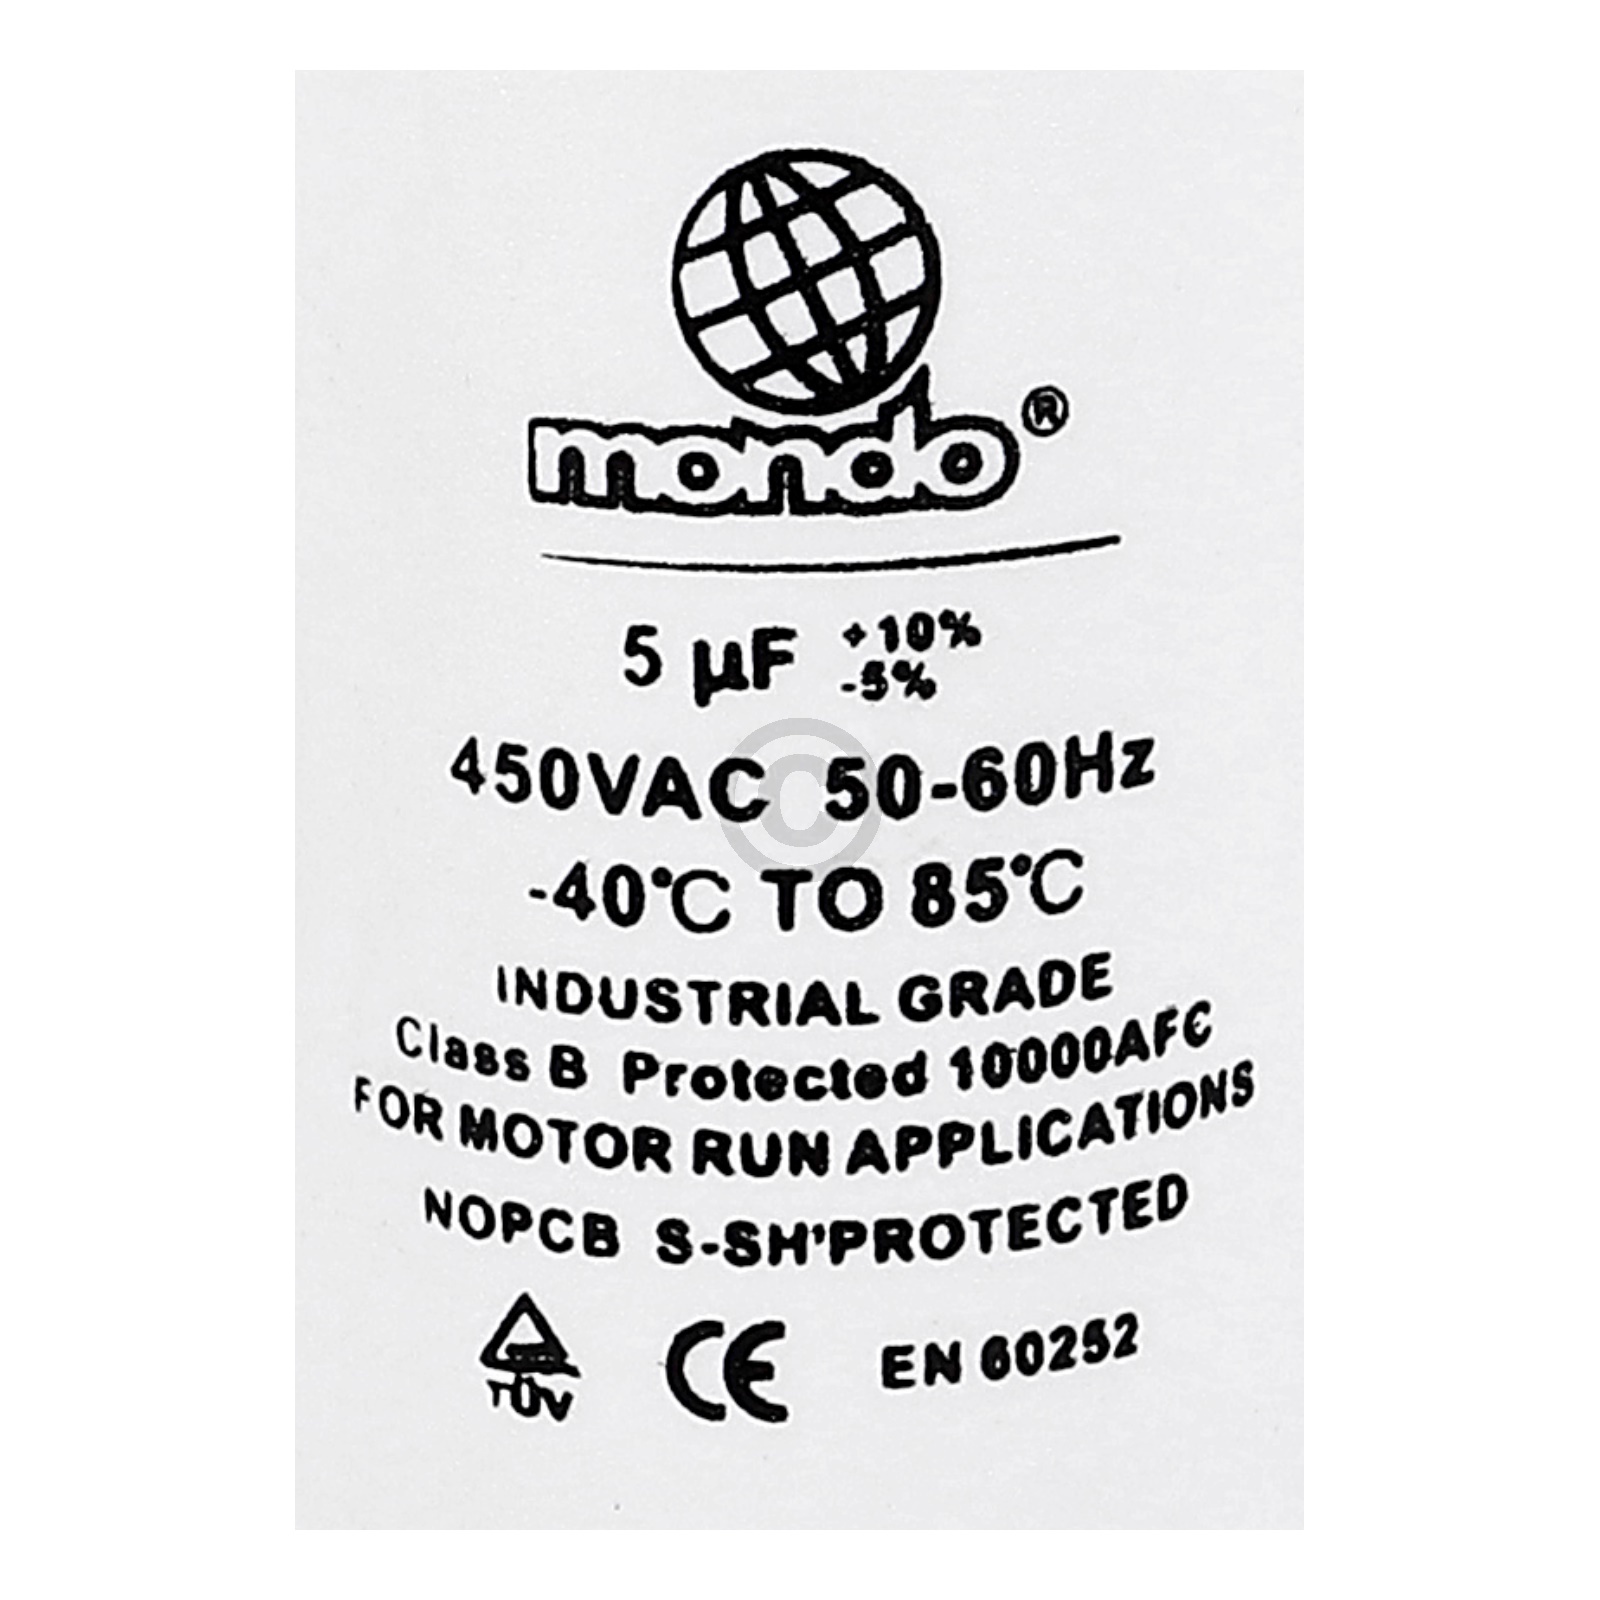 mondo®
5 µF +10% -5%
450VAC 50-60Hz
-40℃ TO 85℃
INDUSTRIAL GRADE
Class B Protected 10000AFC
FOR MOTOR RUN APPLICATIONS
NOPCB S-SH'PROTECTED
TÜV CE EN 60252